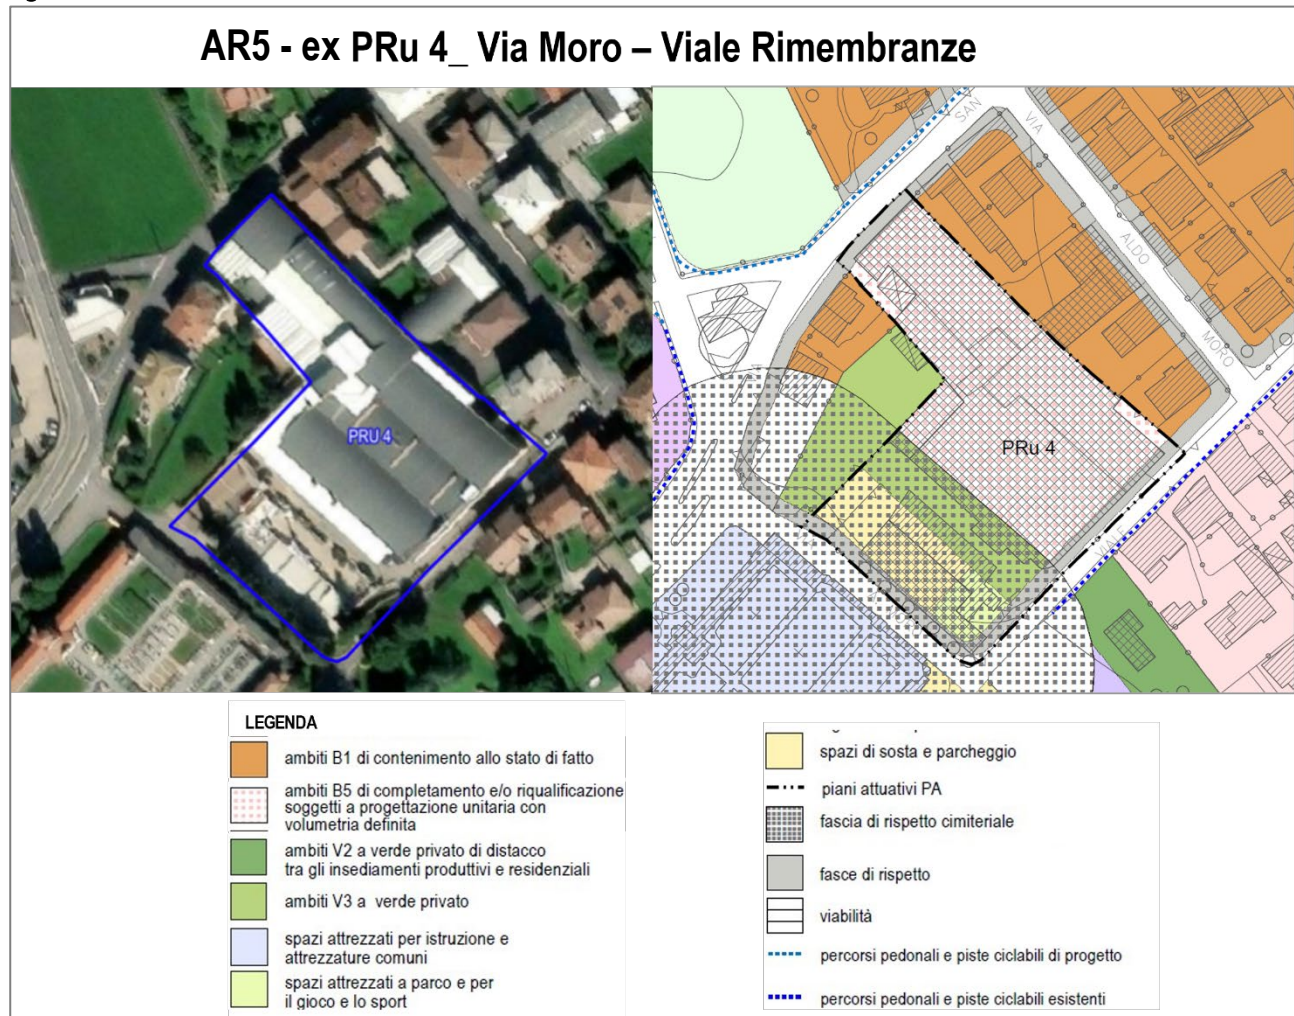 AR5 - ex PRu 4_ Via Moro – Viale Rimembranze
PRU 4
SAN
VIA
ALDO
MORO
PRu 4
VIALE
LEGENDA
ambiti B1 di contenimento allo stato di fatto
ambiti B5 di completamento e/o riqualificazione
soggetti a progettazione unitaria con
volumetria definita
ambiti V2 a verde privato di distacco
tra gli insediamenti produttivi e residenziali
ambiti V3 a verde privato
spazi attrezzati per istruzione e
attrezzature comuni
spazi attrezzati a parco e per
il gioco e lo sport
spazi di sosta e parcheggio
piani attuativi PA
fascia di rispetto cimiteriale
fasce di rispetto
viabilità
percorsi pedonali e piste ciclabili di progetto
percorsi pedonali e piste ciclabili esistenti